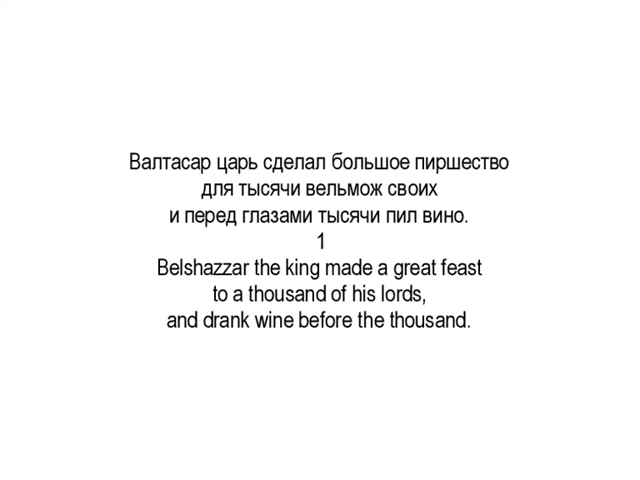 Валтасар царь сделал большое пиршество
для тысячи вельмож своих
и перед глазами тысячи пил вино.
1
Belshazzar the king made a great feast
to a thousand of his lords,
and drank wine before the thousand.